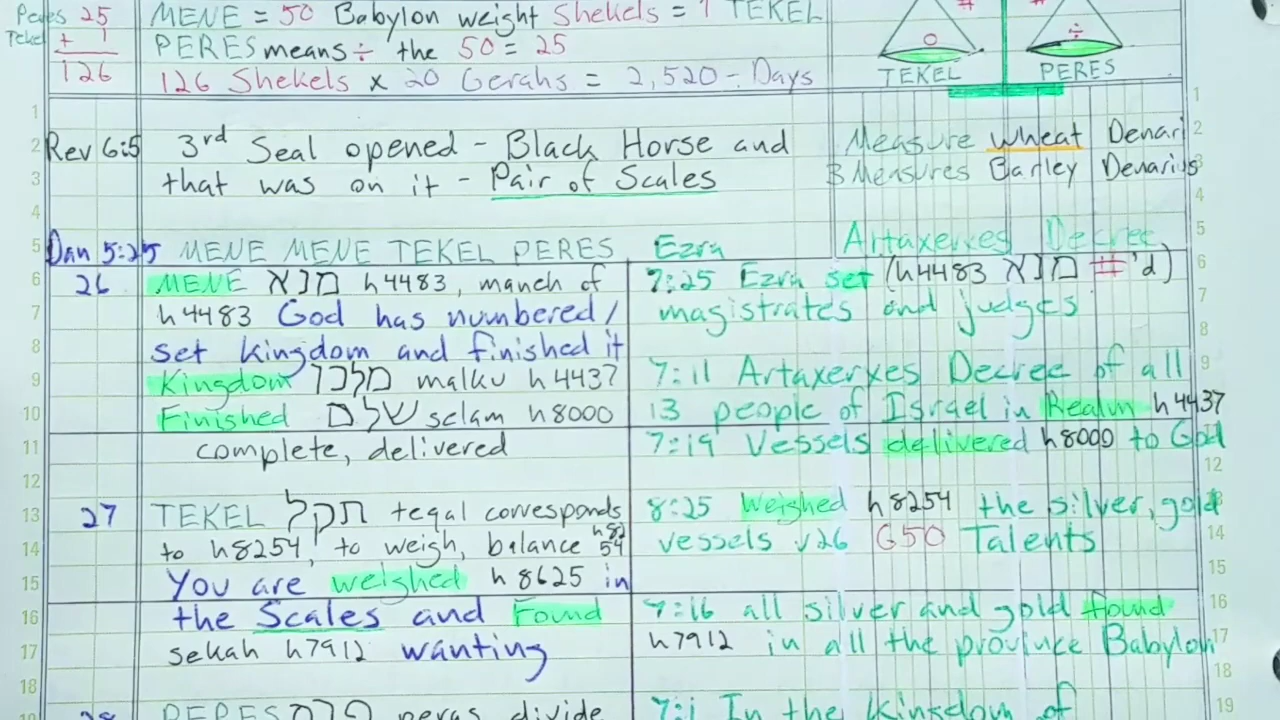 Peres 25 MENE = 50 Babylon weight Shekels = 1 TEKEL
Tekel + 1 PERES means ÷ the 50 = 25
126 126 Shekels x 20 Gerahs = 2,520 - Days
TEKEL PERES
Rev 6:5 3rd Seal opened - Black Horse and
that was on it - Pair of Scales
Measure wheat Denari
3 Measures Barley Denarius
Dan 5:25 MENE MENE TEKEL PERES
26 MENE מנא h4483, maneh of
h4483 God has numbered/
set kingdom and finished it
Kingdom מלכו malku h4437
Finished שלם selam h8000
complete, delivered
27 TEKEL תקל teqal corresponds
to h8254, to weigh, balance h8254
You are weighed h8625 in
the Scales and Found
sekah h7912 wanting
PERES פרס peras divide
Ezra Artaxerxes Decree
7:25 Ezra set (h4483 מנא #'d)
magistrates and judges
7:11 Artaxerxes Decree of all
13 people of Israel in Realm h4437
7:19 Vessels delivered h8000 to God
8:25 Weighed h8254 the silver, gold
vessels v26 650 Talents
7:16 all silver and gold found
h7912 in all the province Babylon
7:1 In the kingdom of